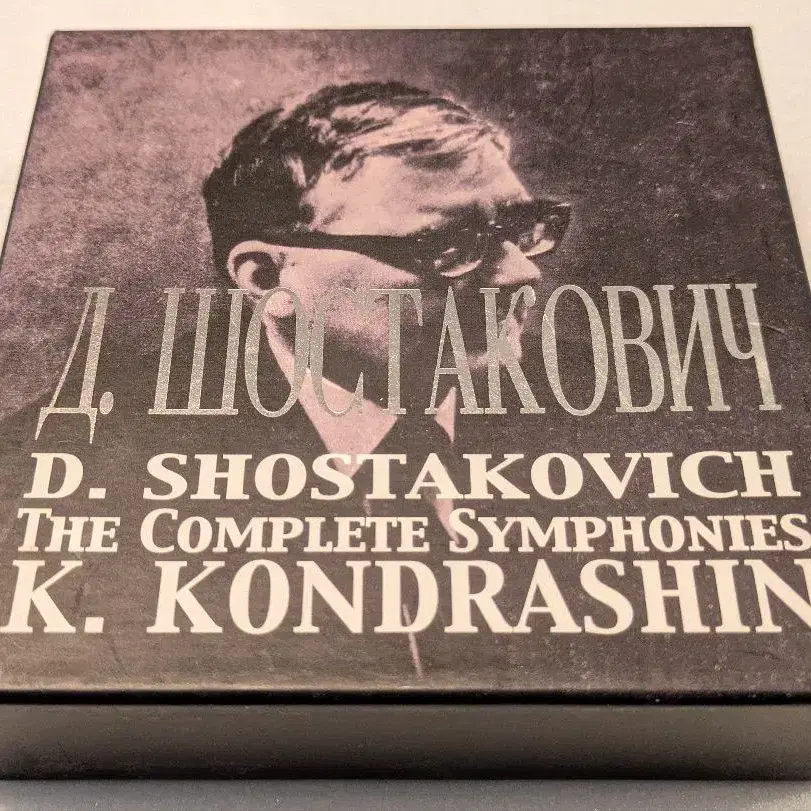 Д. ШОСТАКОВИЧ
D. SHOSTAKOVICH
THE COMPLETE SYMPHONIES
K. KONDRASHIN